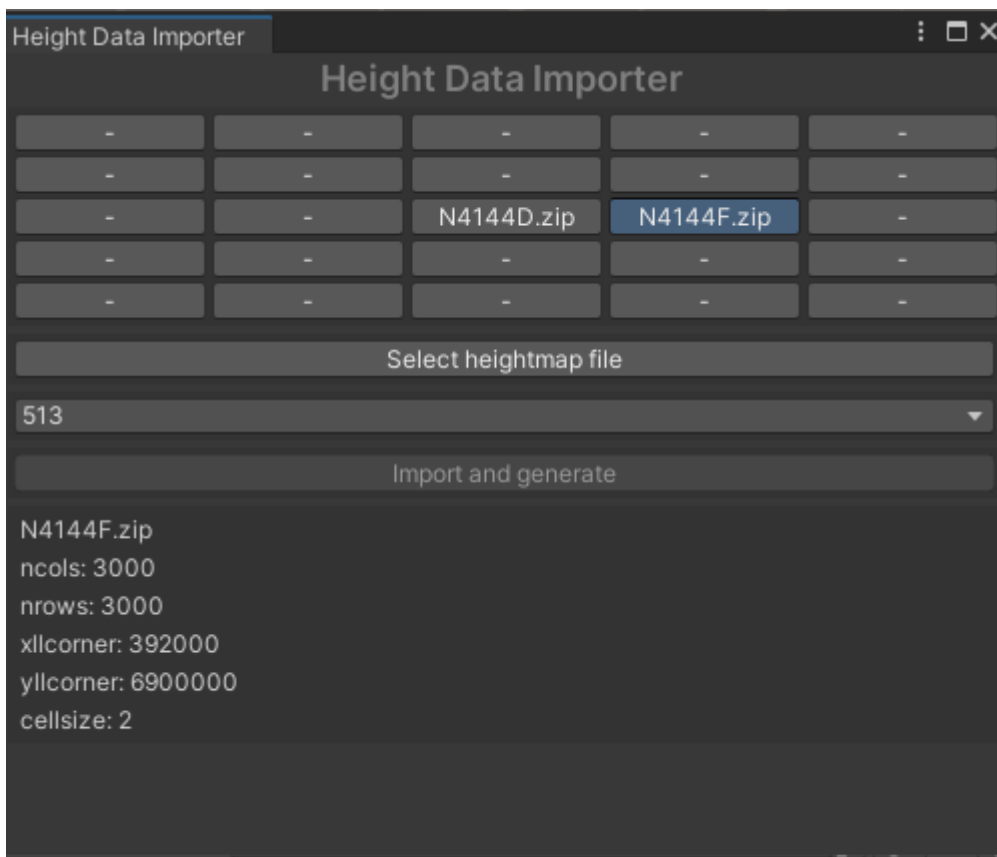 Height Data Importer
Height Data Importer
- - - - -
- - - - -
- - N4144D.zip N4144F.zip -
- - - - -
- - - - -
Select heightmap file
513
Import and generate
N4144F.zip
ncols: 3000
nrows: 3000
xllcorner: 392000
yllcorner: 6900000
cellsize: 2